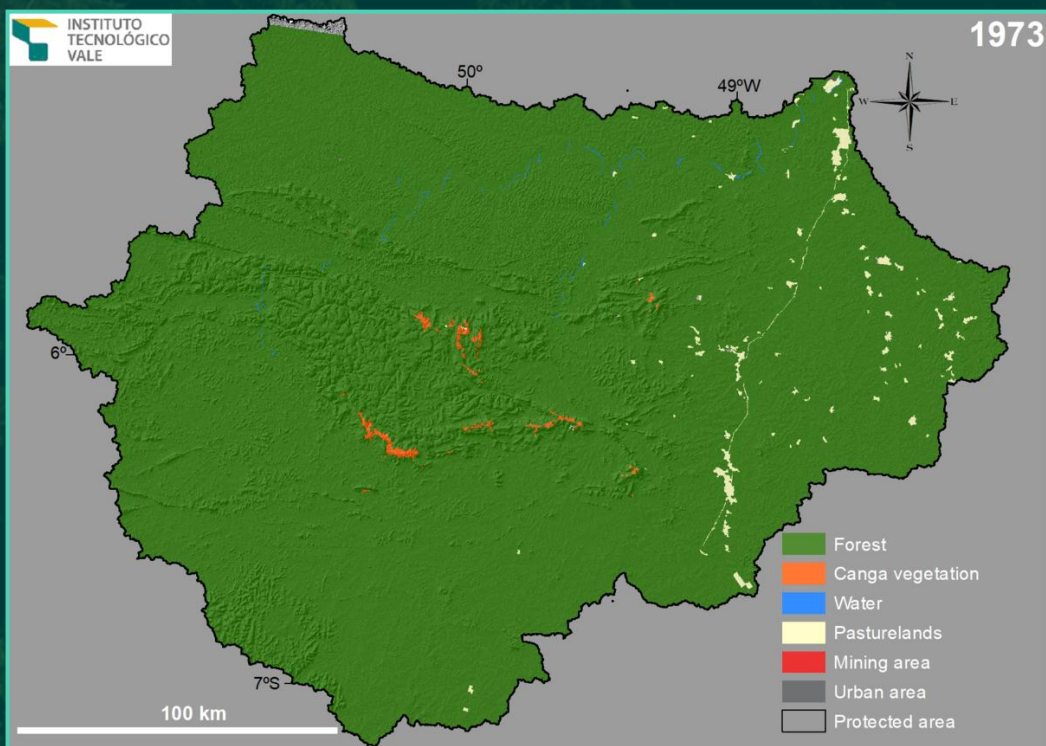 INSTITUTO
TECNOLÓGICO
VALE
1973
N
W E
S
50º
49ºW
6º
7ºS
100 km
Forest
Canga vegetation
Water
Pasturelands
Mining area
Urban area
Protected area